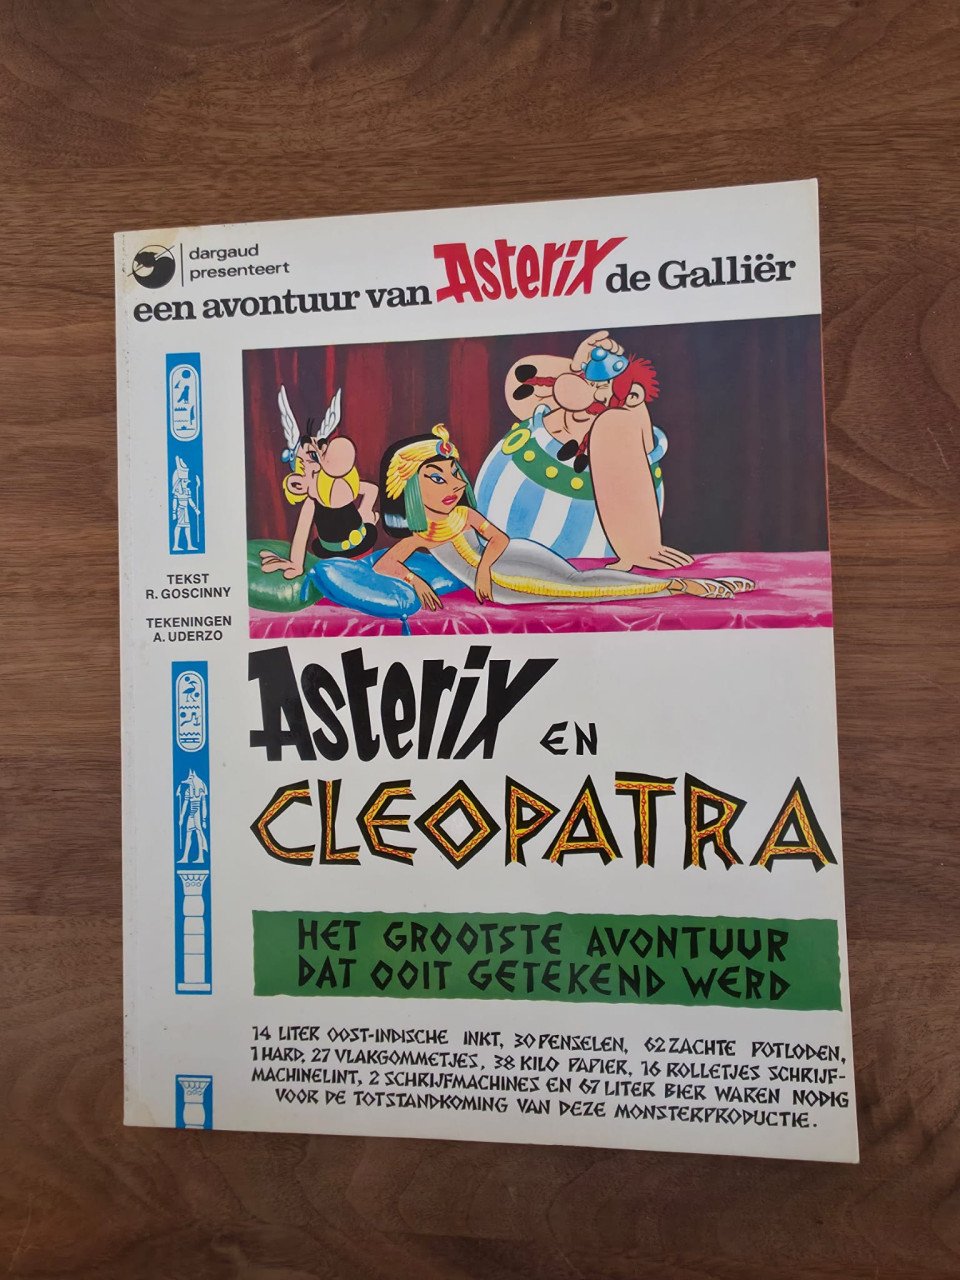 dargaud
presenteert
een avontuur van Asterix de Galliër
TEKST
R. GOSCINNY
TEKENINGEN
A. UDERZO
Asterix EN
CLEOPATRA
HET GROOTSTE AVONTUUR
DAT OOIT GETEKEND WERD
14 LITER OOST-INDISCHE INKT, 30 PENSELEN, 62 ZACHTE POTLODEN,
1 HARD, 27 VLAKGOMMETJES, 38 KILO PAPIER, 16 ROLLETJES SCHRIJF-
MACHINELINT, 2 SCHRIJFMACHINES EN 67 LITER BIER WAREN NODIG
VOOR DE TOTSTANDKOMING VAN DEZE MONSTERPRODUCTIE.